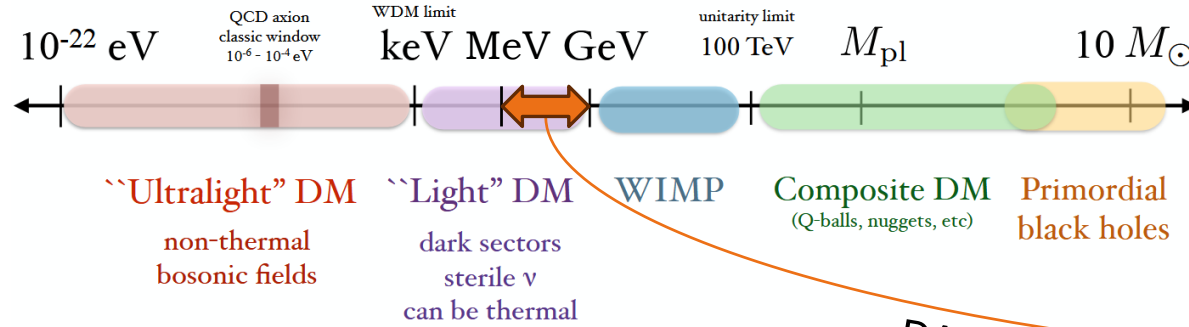 10-22 eV
QCD axion
classic window
10-6 - 10-4 eV
WDM limit
keV MeV GeV
unitarity limit
100 TeV
Mpl
10 M☉
``Ultralight” DM
non-thermal
bosonic fields
``Light” DM
dark sectors
sterile ν
can be thermal
WIMP
Composite DM
(Q-balls, nuggets, etc)
Primordial
black holes